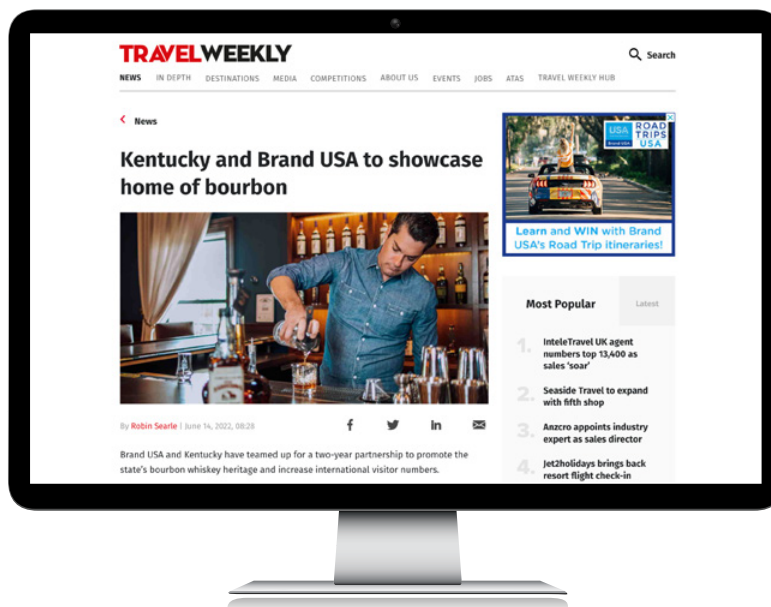 TRAVELWEEKLY
Search
NEWS IN DEPTH DESTINATIONS MEDIA COMPETITIONS ABOUT US EVENTS JOBS ATAS TRAVEL WEEKLY HUB
News
Kentucky and Brand USA to showcase
home of bourbon
By Robin Searle | June 14, 2022, 08:28
Brand USA and Kentucky have teamed up for a two-year partnership to promote the
state's bourbon whiskey heritage and increase international visitor numbers.
USA
Brand USA
ROAD
TRIPS
USA
Learn and WIN with Brand
USA's Road Trip itineraries!
Most Popular
Latest
1. InteleTravel UK agent
numbers top 13,400 as
sales ‘soar’
2. Seaside Travel to expand
with fifth shop
3. Anzcro appoints industry
expert as sales director
4. Jet2holidays brings back
resort flight check-in